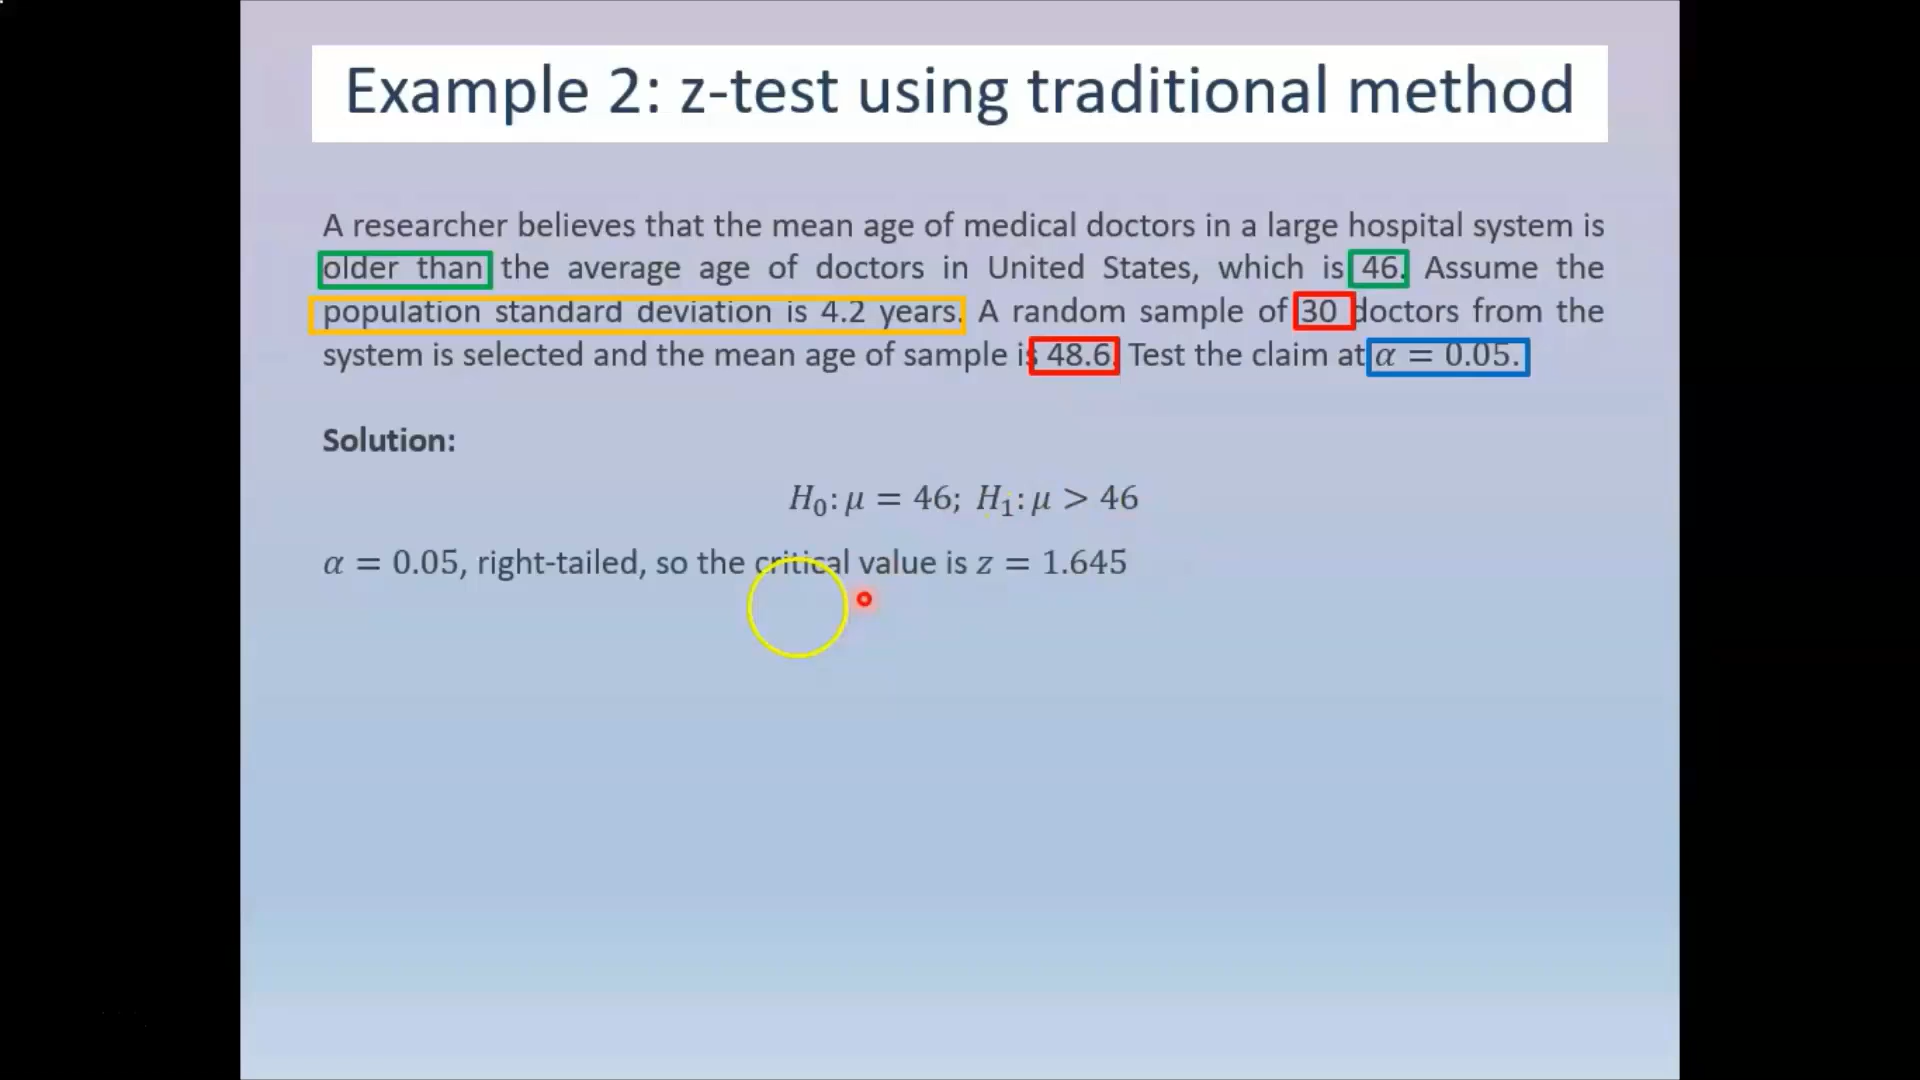 Example 2: z-test using traditional method
A researcher believes that the mean age of medical doctors in a large hospital system is
older than the average age of doctors in United States, which is 46. Assume the
population standard deviation is 4.2 years. A random sample of 30 doctors from the
system is selected and the mean age of sample is 48.6. Test the claim at α = 0.05.
Solution:
H₀: μ = 46; H₁: μ > 46
α = 0.05, right-tailed, so the critical value is z = 1.645